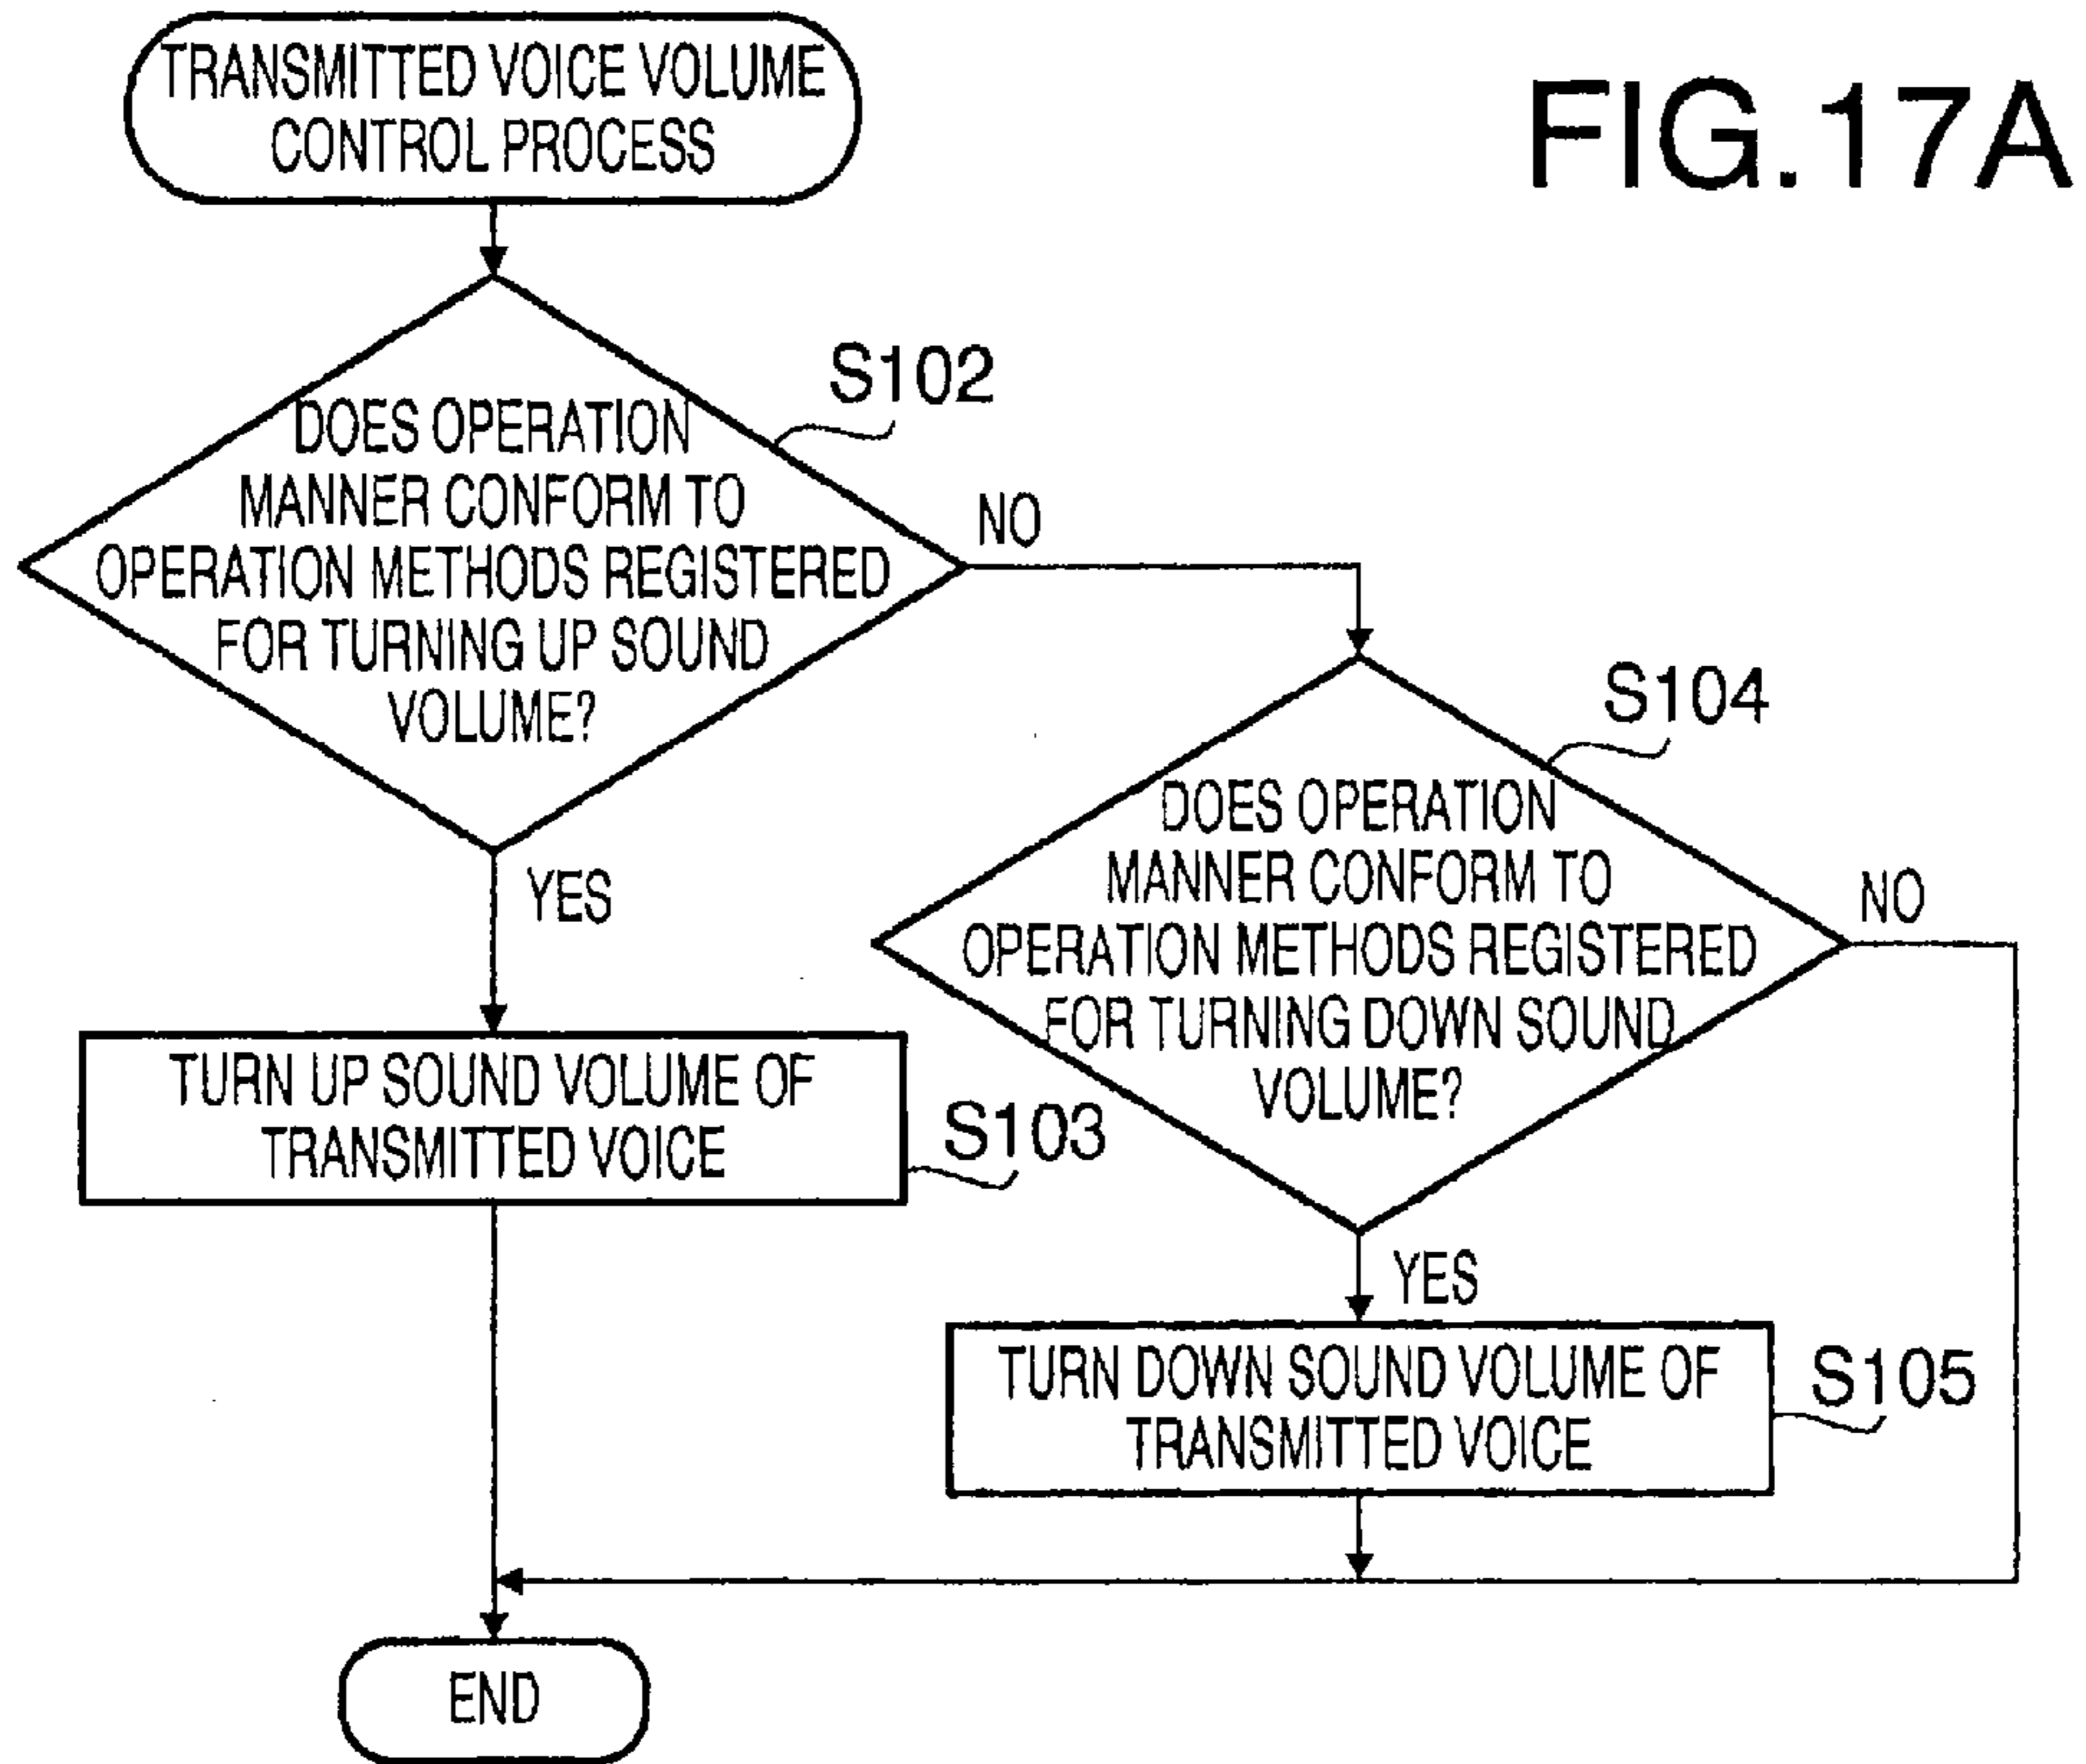 FIG.17A
TRANSMITTED VOICE VOLUME
CONTROL PROCESS
S102
DOES OPERATION
MANNER CONFORM TO
OPERATION METHODS REGISTERED
FOR TURNING UP SOUND
VOLUME?
NO
YES
S104
DOES OPERATION
MANNER CONFORM TO
OPERATION METHODS REGISTERED
FOR TURNING DOWN SOUND
VOLUME?
NO
YES
TURN UP SOUND VOLUME OF
TRANSMITTED VOICE
S103
TURN DOWN SOUND VOLUME OF
TRANSMITTED VOICE
S105
END